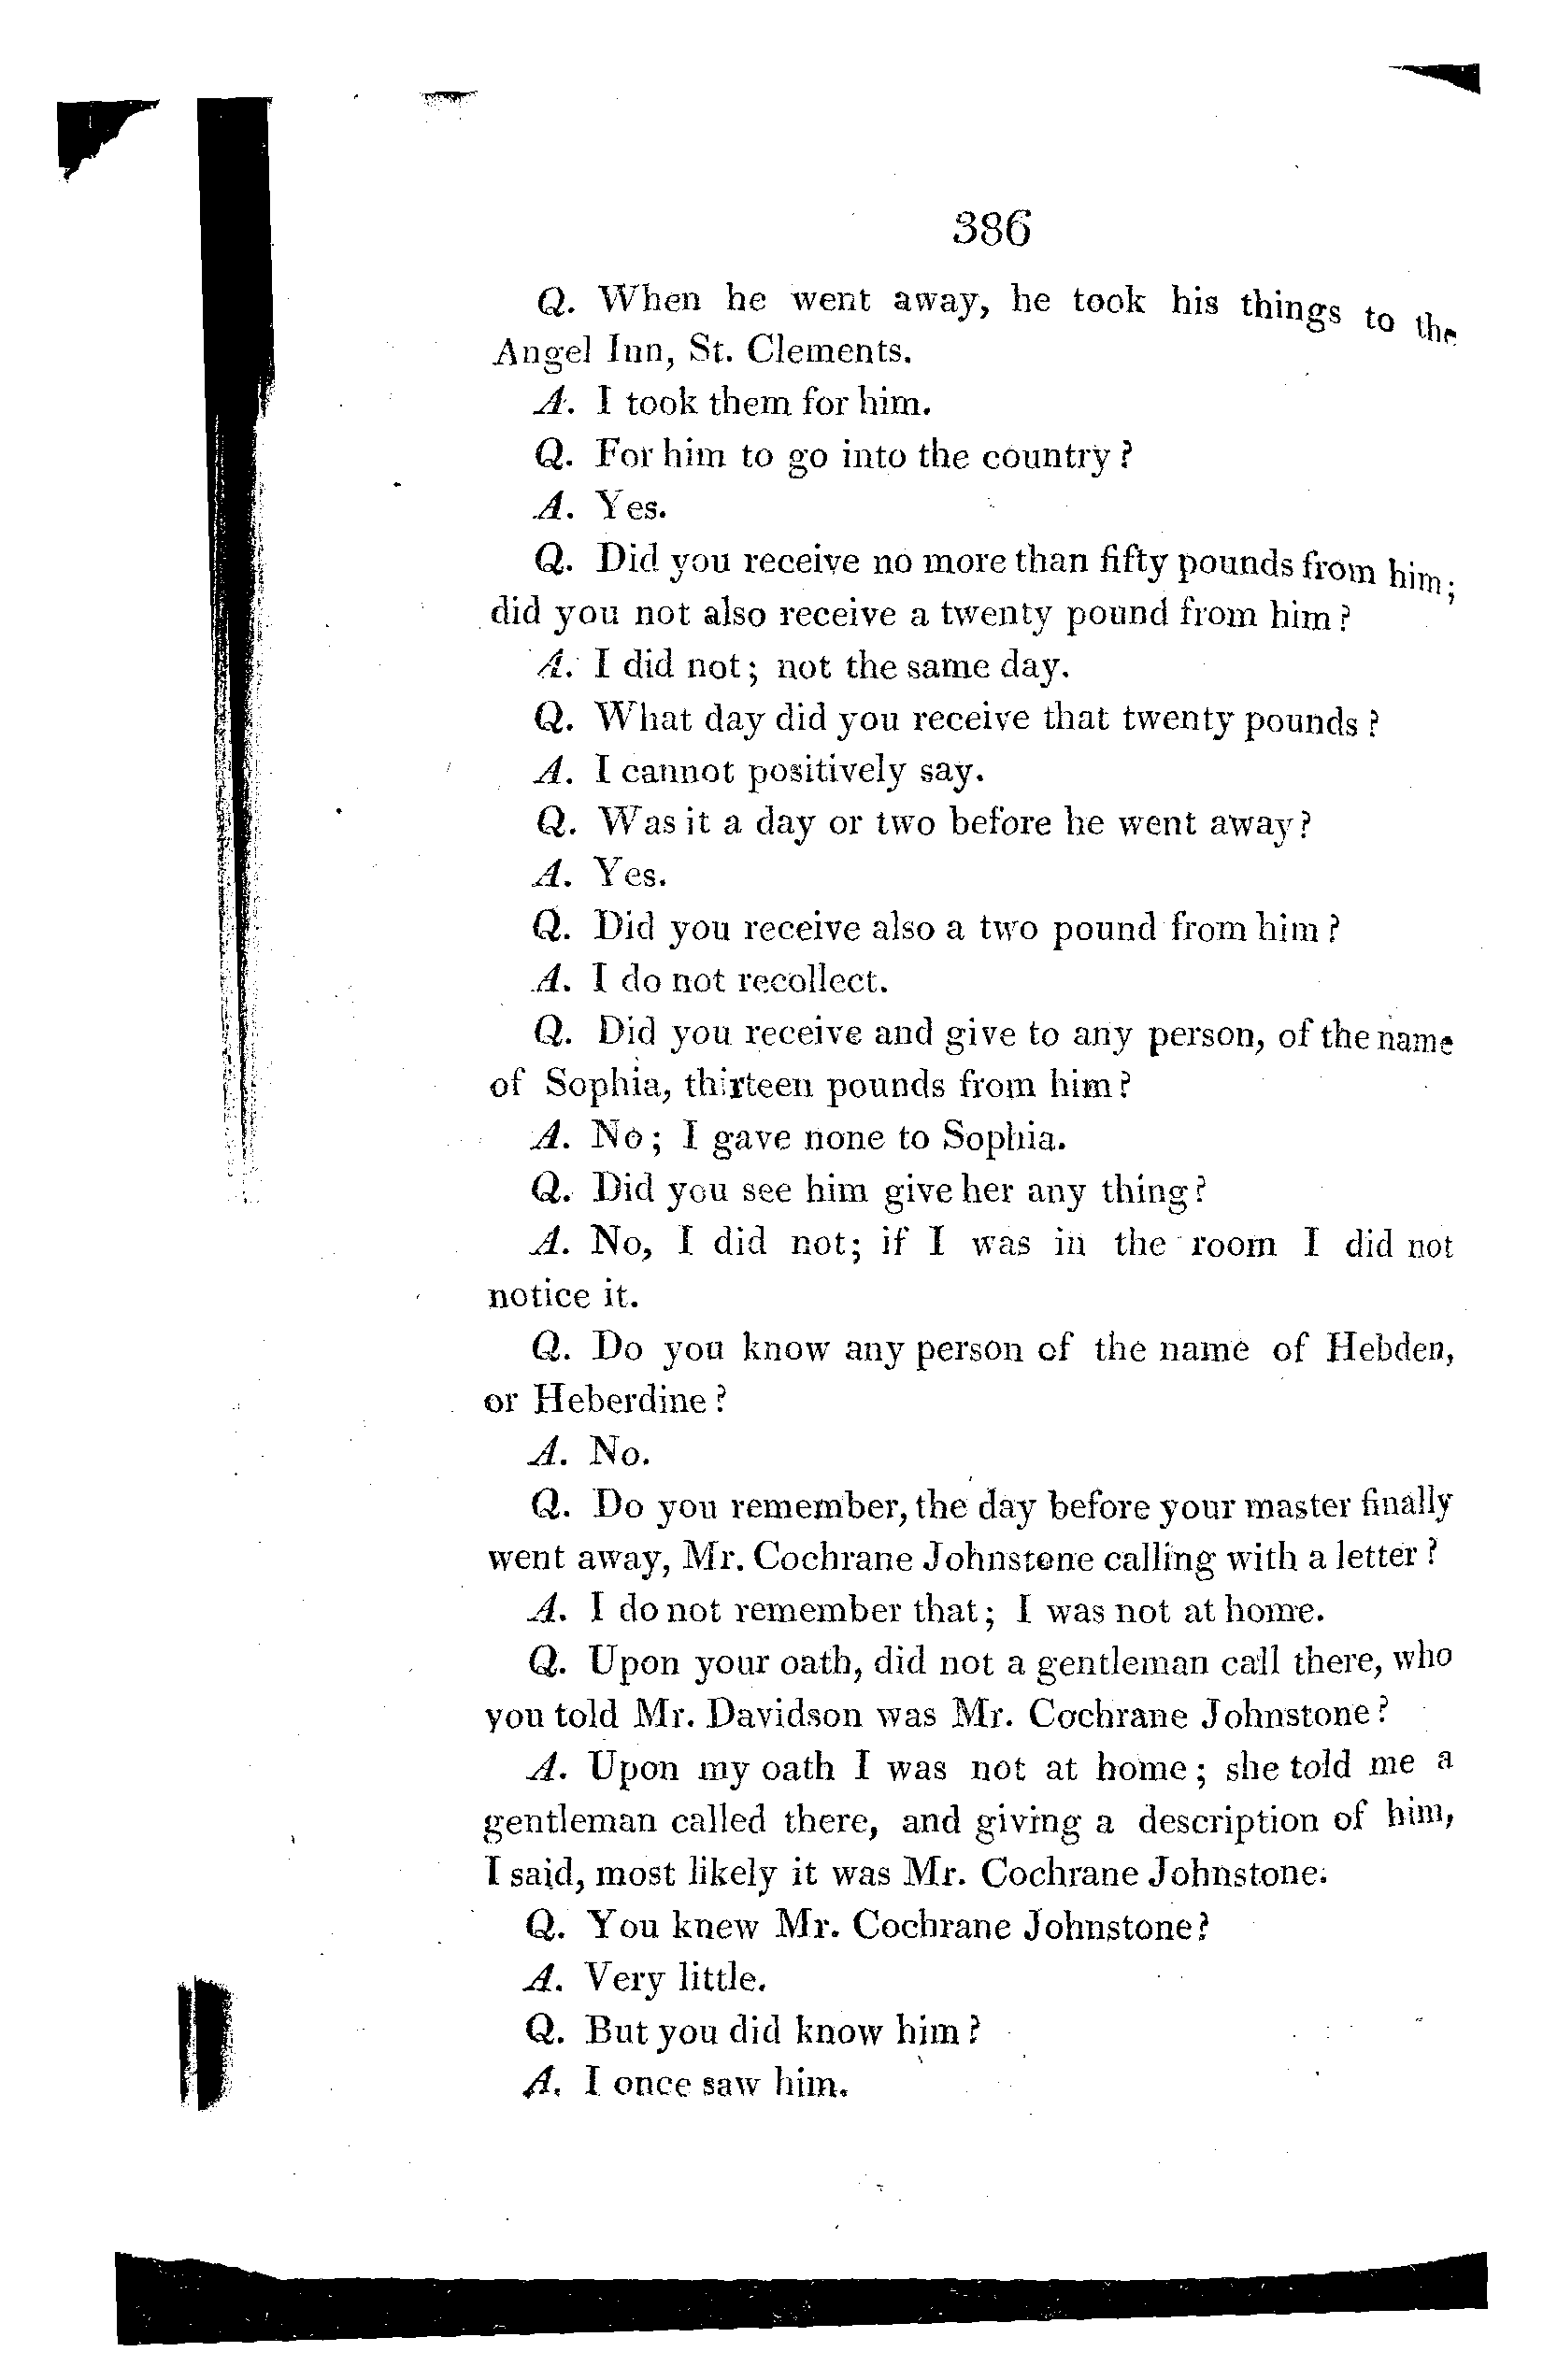 386
Q. When he went away, he took his things to the
Angel Inn, St. Clements.
A. I took them for him.
Q. For him to go into the country?
A. Yes.
Q. Did you receive no more than fifty pounds from him;
did you not also receive a twenty pound from him?
A. I did not; not the same day.
Q. What day did you receive that twenty pounds?
A. I cannot positively say.
Q. Was it a day or two before he went away?
A. Yes.
Q. Did you receive also a two pound from him?
A. I do not recollect.
Q. Did you receive and give to any person, of the name
of Sophia, thirteen pounds from him?
A. No; I gave none to Sophia.
Q. Did you see him give her any thing?
A. No, I did not; if I was in the room I did not
notice it.
Q. Do you know any person of the name of Hebden,
or Heberdine?
A. No.
Q. Do you remember, the day before your master finally
went away, Mr. Cochrane Johnstone calling with a letter?
A. I do not remember that; I was not at home.
Q. Upon your oath, did not a gentleman call there, who
you told Mr. Davidson was Mr. Cochrane Johnstone?
A. Upon my oath I was not at home; she told me a
gentleman called there, and giving a description of him,
I said, most likely it was Mr. Cochrane Johnstone.
Q. You knew Mr. Cochrane Johnstone?
A. Very little.
Q. But you did know him?
A. I once saw him.